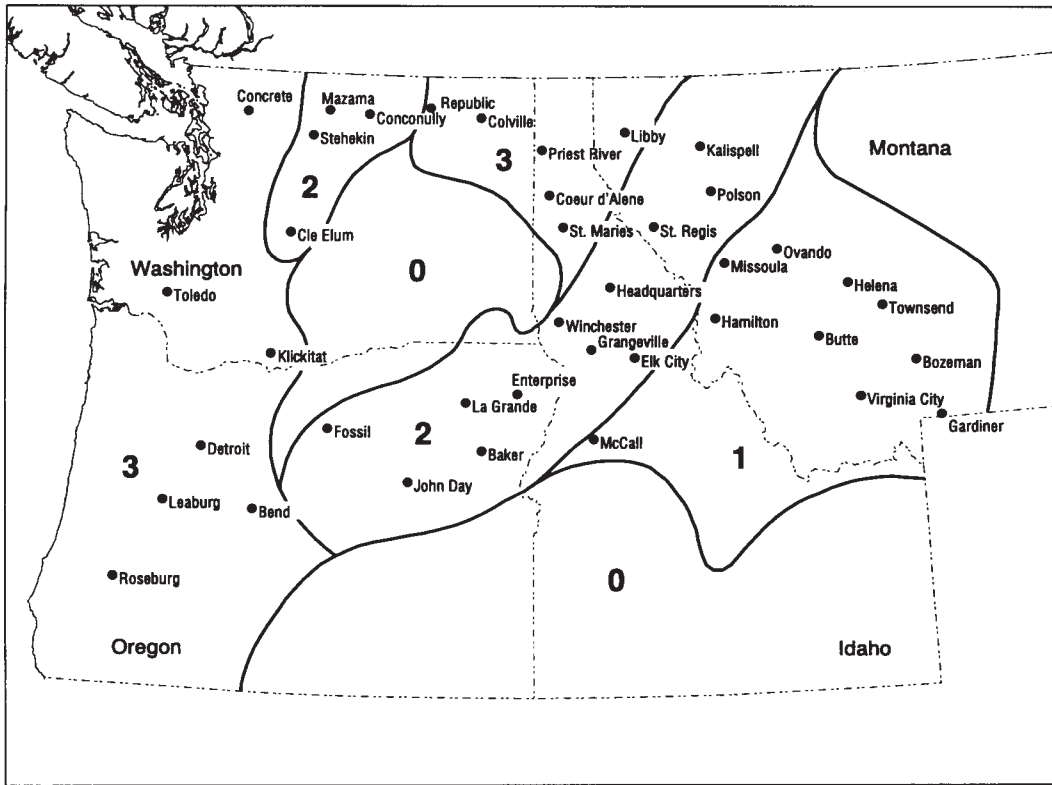 Concrete
Mazama
Conconully
Republic
Colville
Stehekin
Libby
Priest River
Kalispell
Montana
3
2
Coeur d'Alene
Polson
Cle Elum
St. Maries
St. Regis
Ovando
Washington
0
Missoula
Toledo
Headquarters
Helena
Townsend
Winchester
Hamilton
Grangeville
Butte
Klickitat
Elk City
Bozeman
Enterprise
La Grande
Virginia City
Gardiner
Fossil
2
McCall
Detroit
Baker
1
3
John Day
Leaburg
Bend
Roseburg
0
Oregon
Idaho